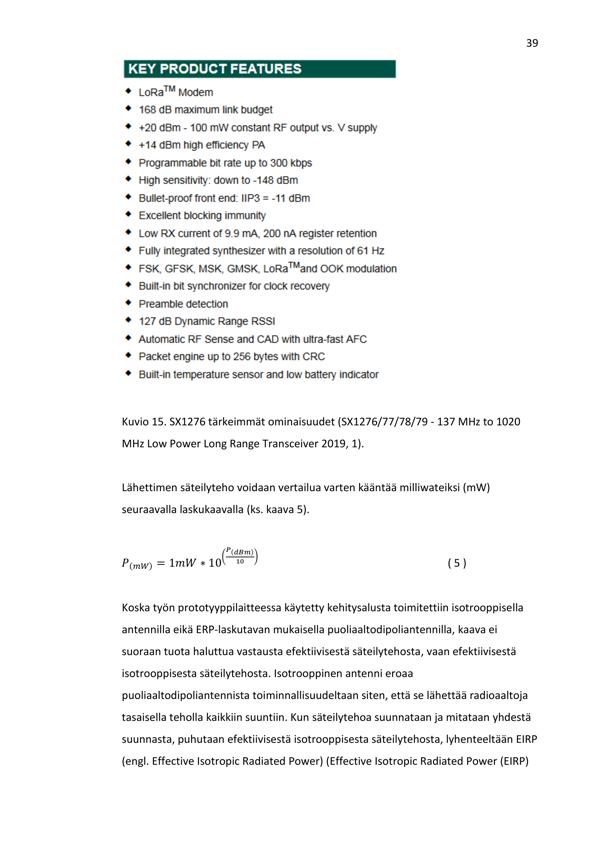 39
KEY PRODUCT FEATURES
◆ LoRa™ Modem
◆ 168 dB maximum link budget
◆ +20 dBm - 100 mW constant RF output vs. V supply
◆ +14 dBm high efficiency PA
◆ Programmable bit rate up to 300 kbps
◆ High sensitivity: down to -148 dBm
◆ Bullet-proof front end: IIP3 = -11 dBm
◆ Excellent blocking immunity
◆ Low RX current of 9.9 mA, 200 nA register retention
◆ Fully integrated synthesizer with a resolution of 61 Hz
◆ FSK, GFSK, MSK, GMSK, LoRa™and OOK modulation
◆ Built-in bit synchronizer for clock recovery
◆ Preamble detection
◆ 127 dB Dynamic Range RSSI
◆ Automatic RF Sense and CAD with ultra-fast AFC
◆ Packet engine up to 256 bytes with CRC
◆ Built-in temperature sensor and low battery indicator
Kuvio 15. SX1276 tärkeimmät ominaisuudet (SX1276/77/78/79 - 137 MHz to 1020
MHz Low Power Long Range Transceiver 2019, 1).
Lähettimen säteilyteho voidaan vertailua varten kääntää milliwateiksi (mW)
seuraavalla laskukaavalla (ks. kaava 5).
P(mW) = 1mW * 10^(P(dBm)/10) ( 5 )
Koska työn prototyyppilaitteessa käytetty kehitysalusta toimitettiin isotrooppisella
antennilla eikä ERP-laskutavan mukaisella puoliaaltodipoliantennilla, kaava ei
suoraan tuota haluttua vastausta efektiivisestä säteilytehosta, vaan efektiivisestä
isotrooppisesta säteilytehosta. Isotrooppinen antenni eroaa
puoliaaltodipoliantennista toiminnallisuudeltaan siten, että se lähettää radioaaltoja
tasaisella teholla kaikkiin suuntiin. Kun säteilytehoa suunnataan ja mitataan yhdestä
suunnasta, puhutaan efektiivisestä isotrooppisesta säteilytehosta, lyhenteeltään EIRP
(engl. Effective Isotropic Radiated Power) (Effective Isotropic Radiated Power (EIRP)